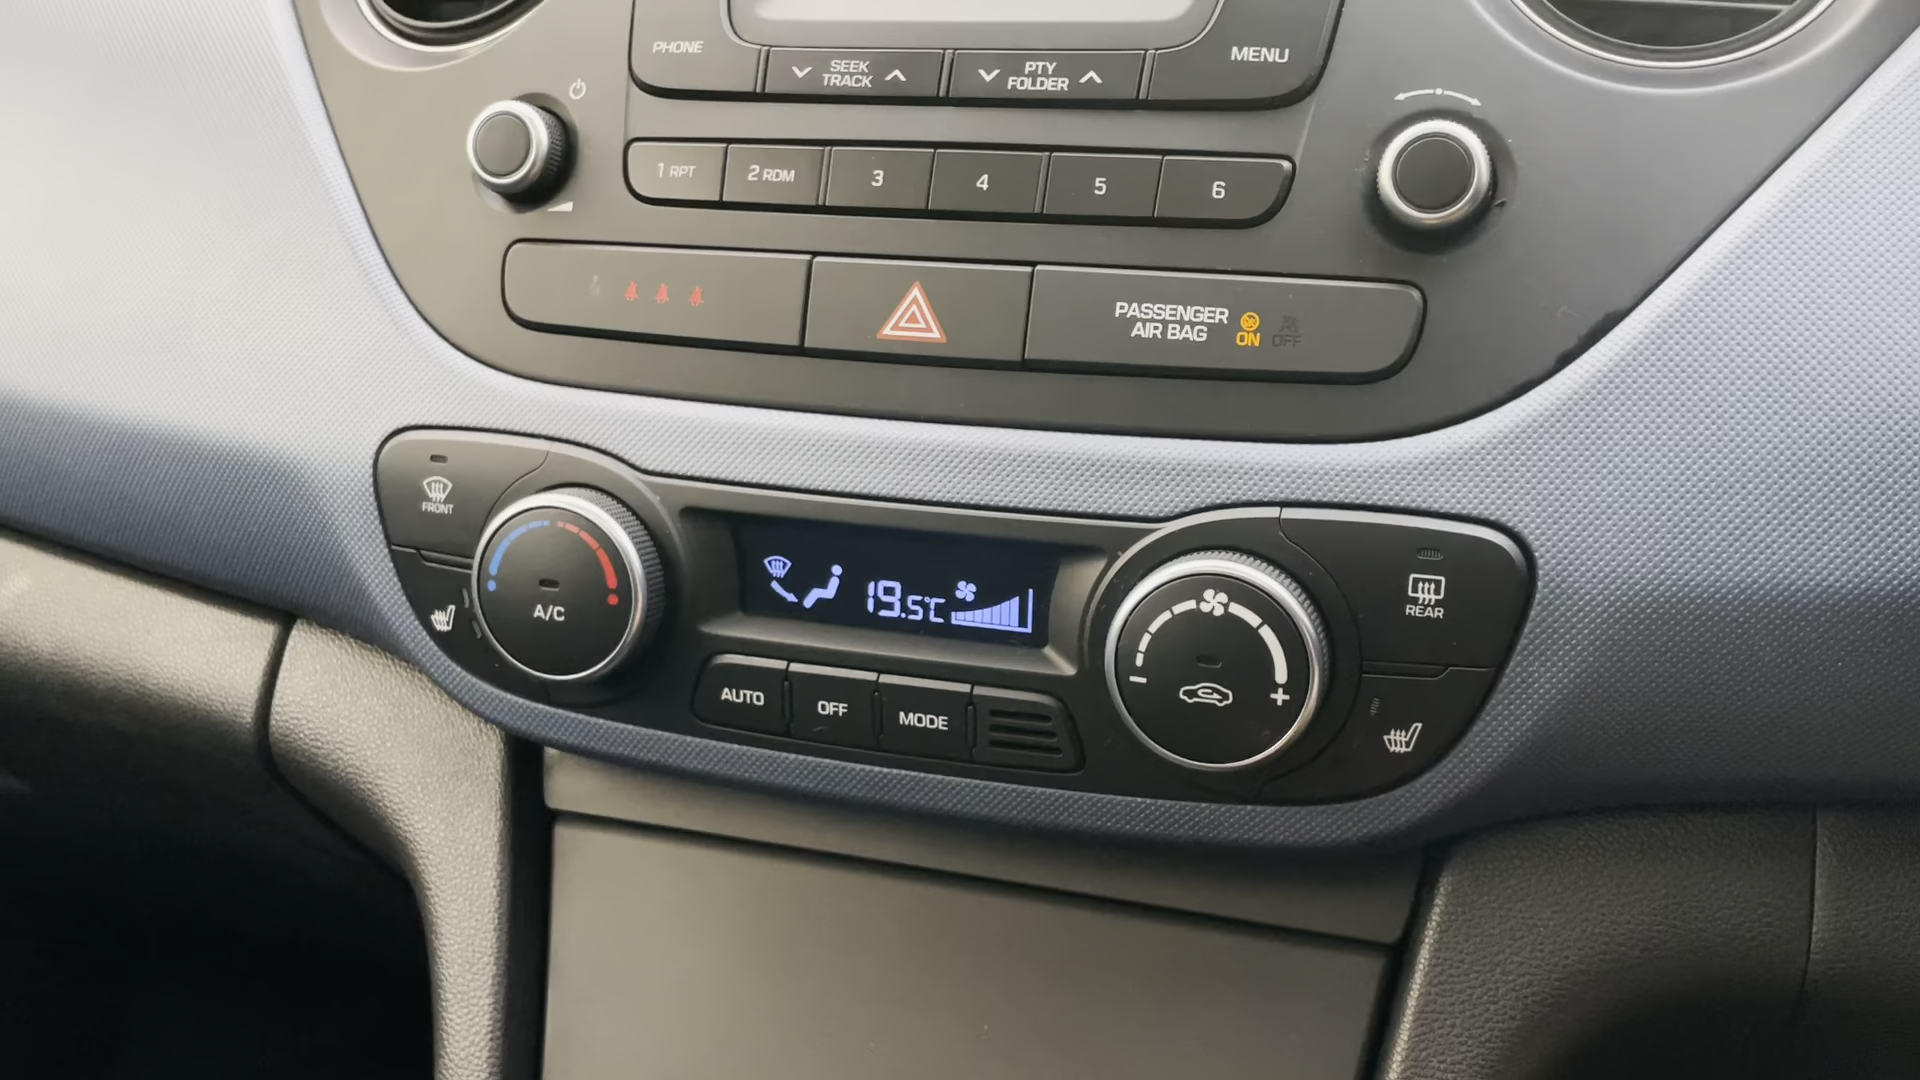 PHONE
SEEK
TRACK
PTY
FOLDER
MENU
1 RPT
2 RDM
3
4
5
6
PASSENGER
AIR BAG
ON
OFF
FRONT
A/C
19.5°C
REAR
AUTO
OFF
MODE
- +